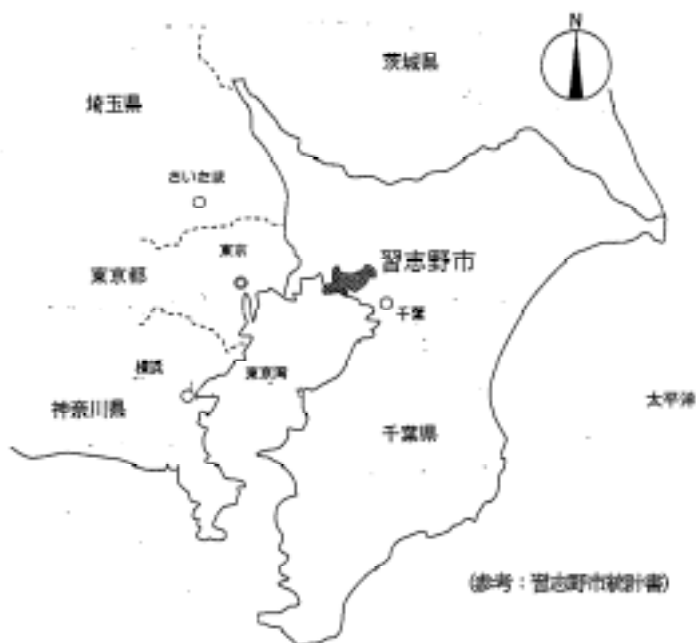 N
茨城県
埼玉県
さいたま
東京
習志野市
東京都
千葉
横浜
東京湾
太平洋
神奈川県
千葉県
(参考：習志野市統計書)